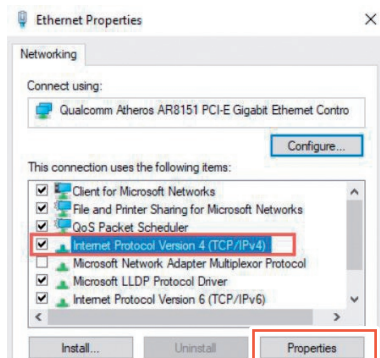 Ethernet Properties
Networking
Connect using:
Qualcomm Atheros AR8151 PCI-E Gigabit Ethernet Contro
Configure...
This connection uses the following items:
Client for Microsoft Networks
File and Printer Sharing for Microsoft Networks
QoS Packet Scheduler
Internet Protocol Version 4 (TCP/IPv4)
Microsoft Network Adapter Multiplexor Protocol
Microsoft LLDP Protocol Driver
Internet Protocol Version 6 (TCP/IPv6)
Install... Uninstall Properties